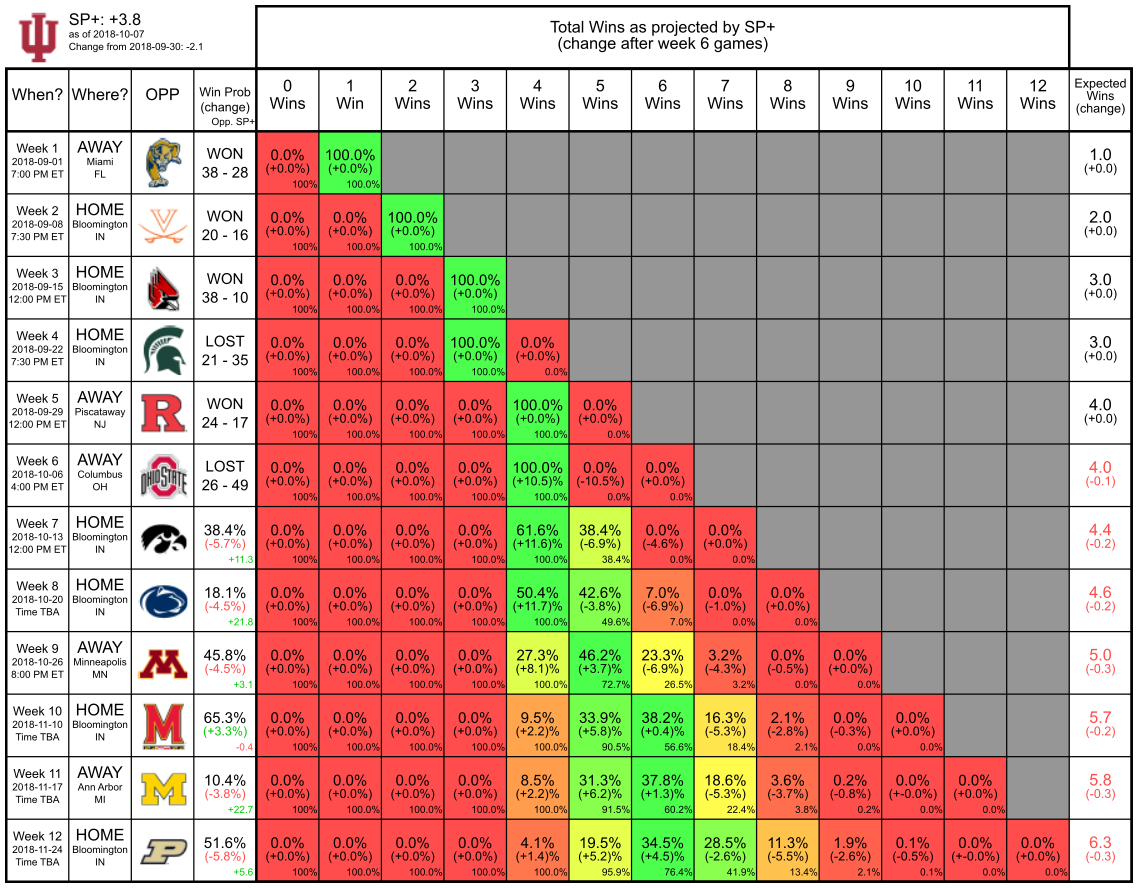 SP+: +3.8
as of 2018-10-07
Change from 2018-09-30: -2.1
Total Wins as projected by SP+
(change after week 6 games)
When? Where? OPP Win Prob (change) Opp. SP+ 0 Wins 1 Win 2 Wins 3 Wins 4 Wins 5 Wins 6 Wins 7 Wins 8 Wins 9 Wins 10 Wins 11 Wins 12 Wins Expected Wins (change)
Week 1 AWAY WON 0.0% 100.0% 1.0
2018-09-01 Miami (+0.0%) (+0.0%) (+0.0)
7:00 PM ET FL 38 - 28 100% 100.0%
Week 2 HOME WON 0.0% 0.0% 100.0% 2.0
2018-09-08 Bloomington (+0.0%) (+0.0%) (+0.0%) (+0.0)
7:30 PM ET IN 20 - 16 100% 100.0% 100.0%
Week 3 HOME WON 0.0% 0.0% 0.0% 100.0% 3.0
2018-09-15 Bloomington (+0.0%) (+0.0%) (+0.0%) (+0.0%) (+0.0)
12:00 PM ET IN 38 - 10 100% 100.0% 100.0% 100.0%
Week 4 HOME LOST 0.0% 0.0% 0.0% 100.0% 0.0% 3.0
2018-09-22 Bloomington (+0.0%) (+0.0%) (+0.0%) (+0.0%) (+0.0%) (+0.0)
7:30 PM ET IN 21 - 35 100% 100.0% 100.0% 100.0% 0.0%
Week 5 AWAY R WON 0.0% 0.0% 0.0% 0.0% 100.0% 0.0% 4.0
2018-09-29 Piscataway (+0.0%) (+0.0%) (+0.0%) (+0.0%) (+0.0%) (+0.0%) (+0.0)
12:00 PM ET NJ 24 - 17 100% 100.0% 100.0% 100.0% 100.0% 0.0%
Week 6 AWAY OHIO STATE LOST 0.0% 0.0% 0.0% 0.0% 100.0% 0.0% 0.0% 4.0
2018-10-06 Columbus (+0.0%) (+0.0%) (+0.0%) (+0.0%) (+10.5)% (-10.5%) (+0.0%) (-0.1)
4:00 PM ET OH 26 - 49 100% 100.0% 100.0% 100.0% 100.0% 0.0% 0.0%
Week 7 HOME 38.4% 0.0% 0.0% 0.0% 0.0% 61.6% 38.4% 0.0% 0.0% 4.4
2018-10-13 Bloomington (-5.7%) (+0.0%) (+0.0%) (+0.0%) (+0.0%) (+11.6)% (-6.9%) (-4.6%) (+0.0%) (-0.2)
12:00 PM ET IN +11.3 100% 100.0% 100.0% 100.0% 100.0% 38.4% 0.0% 0.0%
Week 8 HOME 18.1% 0.0% 0.0% 0.0% 0.0% 50.4% 42.6% 7.0% 0.0% 0.0% 4.6
2018-10-20 Bloomington (-4.5%) (+0.0%) (+0.0%) (+0.0%) (+0.0%) (+11.7)% (-3.8%) (-6.9%) (-1.0%) (+0.0%) (-0.2)
Time TBA IN +21.8 100% 100.0% 100.0% 100.0% 100.0% 49.6% 7.0% 0.0% 0.0%
Week 9 AWAY M 45.8% 0.0% 0.0% 0.0% 0.0% 27.3% 46.2% 23.3% 3.2% 0.0% 0.0% 5.0
2018-10-26 Minneapolis (-4.5%) (+0.0%) (+0.0%) (+0.0%) (+0.0%) (+8.1)% (+3.7)% (-6.9%) (-4.3%) (-0.5%) (+0.0%) (-0.3)
8:00 PM ET MN +3.1 100% 100.0% 100.0% 100.0% 100.0% 72.7% 26.5% 3.2% 0.0% 0.0%
Week 10 HOME M 65.3% 0.0% 0.0% 0.0% 0.0% 9.5% 33.9% 38.2% 16.3% 2.1% 0.0% 0.0% 5.7
2018-11-10 Bloomington (+3.3%) (+0.0%) (+0.0%) (+0.0%) (+0.0%) (+2.2)% (+5.8)% (+0.4)% (-5.3%) (-2.8%) (-0.3%) (+0.0%) (-0.2)
Time TBA IN -0.4 100% 100.0% 100.0% 100.0% 100.0% 90.5% 56.6% 18.4% 2.1% 0.0% 0.0%
Week 11 AWAY M 10.4% 0.0% 0.0% 0.0% 0.0% 8.5% 31.3% 37.8% 18.6% 3.6% 0.2% 0.0% 0.0% 5.8
2018-11-17 Ann Arbor (-3.8%) (+0.0%) (+0.0%) (+0.0%) (+0.0%) (+2.2)% (+6.2)% (+1.3)% (-5.3%) (-3.7%) (-0.8%) (+-0.0%) (+0.0%) (-0.3)
Time TBA MI +22.7 100% 100.0% 100.0% 100.0% 100.0% 91.5% 60.2% 22.4% 3.8% 0.2% 0.0% 0.0%
Week 12 HOME P 51.6% 0.0% 0.0% 0.0% 0.0% 4.1% 19.5% 34.5% 28.5% 11.3% 1.9% 0.1% 0.0% 0.0% 6.3
2018-11-24 Bloomington (-5.8%) (+0.0%) (+0.0%) (+0.0%) (+0.0%) (+1.4)% (+5.2)% (+4.5)% (-2.6%) (-5.5%) (-2.6%) (-0.5%) (+-0.0%) (+0.0%) (-0.3)
Time TBA IN +5.6 100% 100.0% 100.0% 100.0% 100.0% 95.9% 76.4% 41.9% 13.4% 2.1% 0.1% 0.0% 0.0%